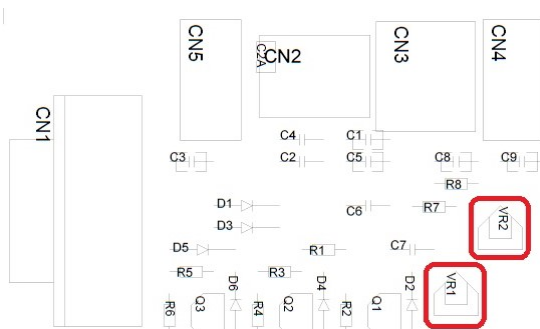 CN5
C2A
CN2
CN3
CN4
CN1
C4
C1
C3
C2
C5
C8
C9
R8
D1
C6
R7
VR2
D3
D5
R1
C7
R5
R3
VR1
D6
D4
D2
R6
Q3
R4
Q2
R2
Q1